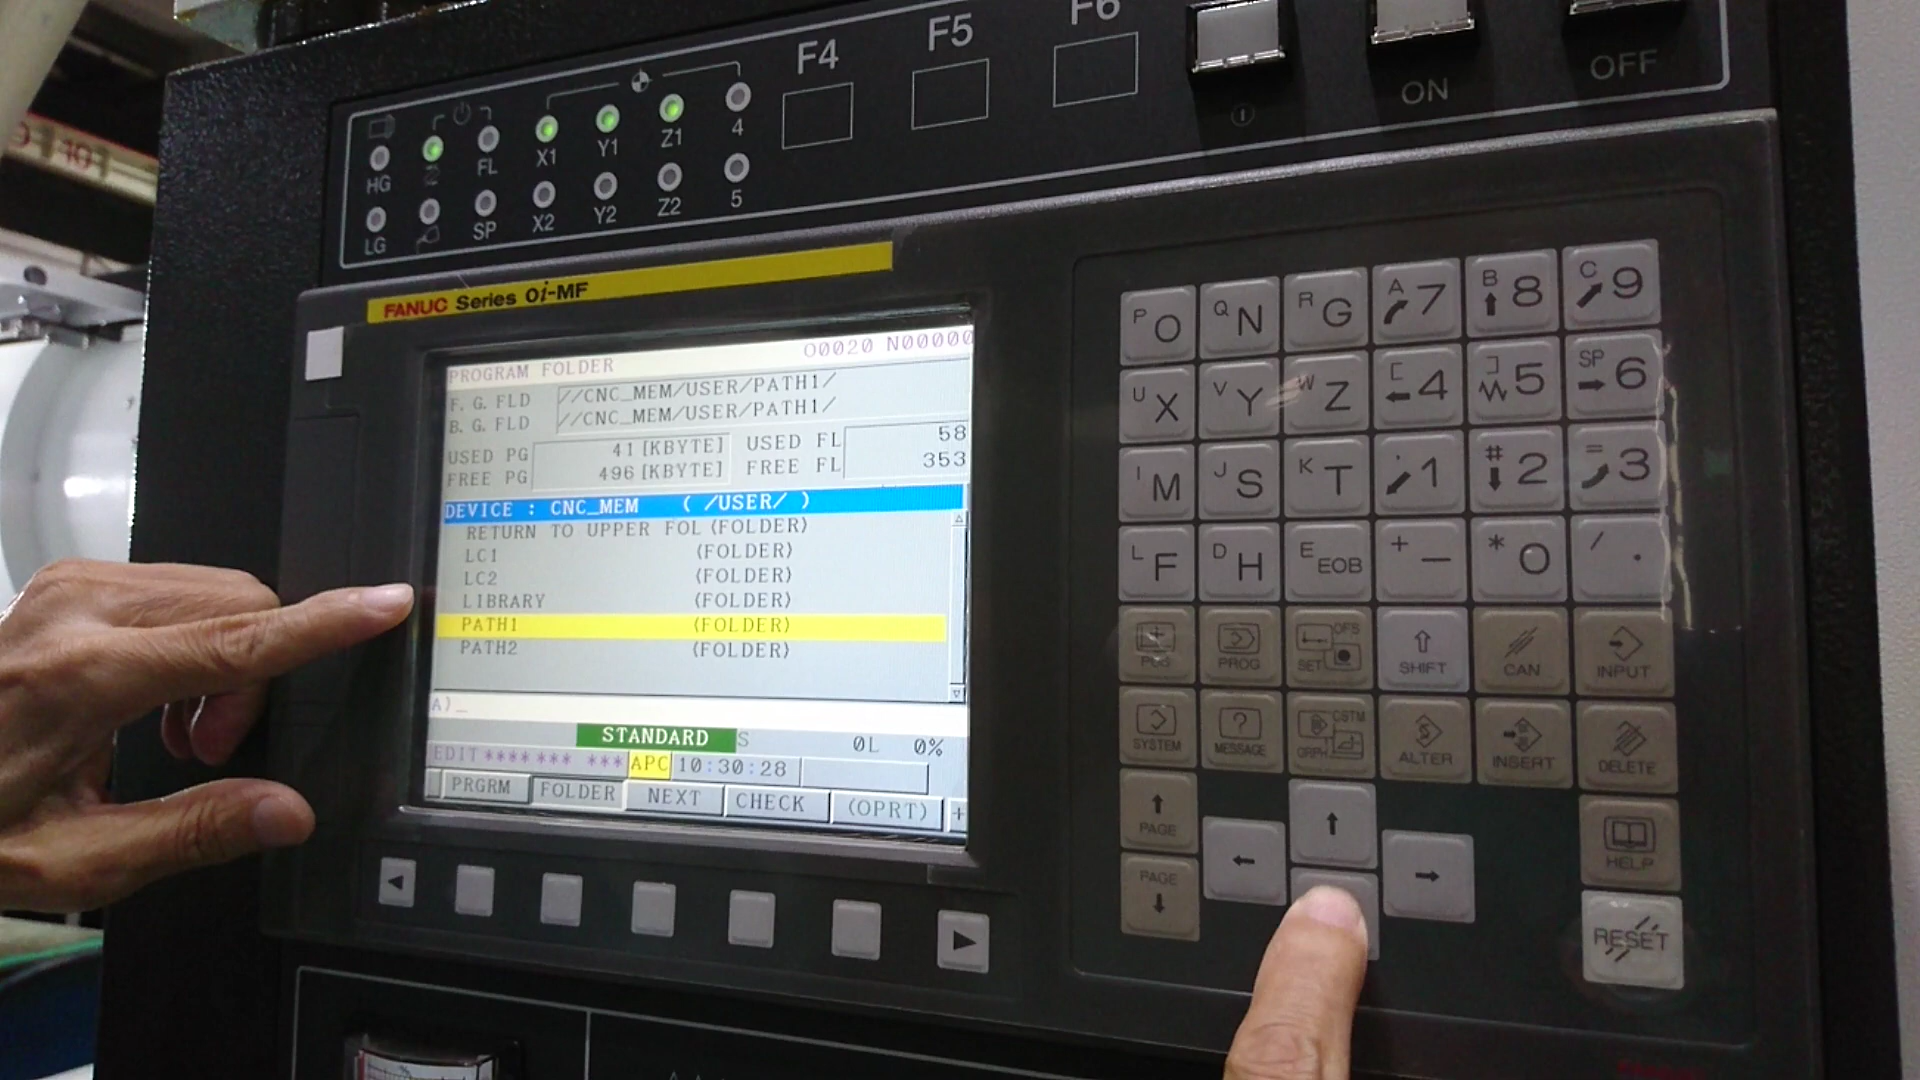 F4 F5 F6
ON OFF
HG FL X1 Y1 Z1 4
LG SP X2 Y2 Z2 5
FANUC Series 0i-MF
PROGRAM FOLDER O0020 N00000
F.G.FLD //CNC_MEM/USER/PATH1/
B.G.FLD //CNC_MEM/USER/PATH1/
USED PG 41[KBYTE] USED FL 58
FREE PG 496[KBYTE] FREE FL 353
DEVICE : CNC_MEM ( /USER/ )
RETURN TO UPPER FOL (FOLDER)
LC1 (FOLDER)
LC2 (FOLDER)
LIBRARY (FOLDER)
PATH1 (FOLDER)
PATH2 (FOLDER)
A)_
STANDARD S 0L 0%
EDIT **** *** *** APC 10:30:28
PRGRM FOLDER NEXT CHECK (OPRT) +
P O Q N R G A 7 B 8 C 9
U X V Y W Z [ 4 ] 5 SP 6
I M J S K T , 1 # 2 = 3
L F D H E EOB + - * 0 / .
POS PROG OFS SET SHIFT CAN INPUT
SYSTEM MESSAGE CSTM GRPH ALTER INSERT DELETE
PAGE HELP
PAGE RESET